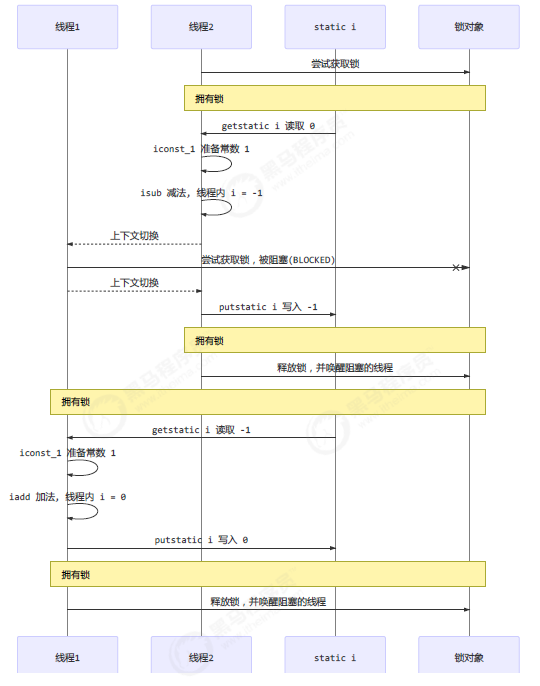 线程1 线程2 static i 锁对象
尝试获取锁
拥有锁
getstatic i 读取 0
iconst_1 准备常数 1
isub 减法, 线程内 i = -1
上下文切换
尝试获取锁，被阻塞(BLOCKED)
上下文切换
putstatic i 写入 -1
拥有锁
释放锁，并唤醒阻塞的线程
拥有锁
getstatic i 读取 -1
iconst_1 准备常数 1
iadd 加法, 线程内 i = 0
putstatic i 写入 0
拥有锁
释放锁，并唤醒阻塞的线程
线程1 线程2 static i 锁对象